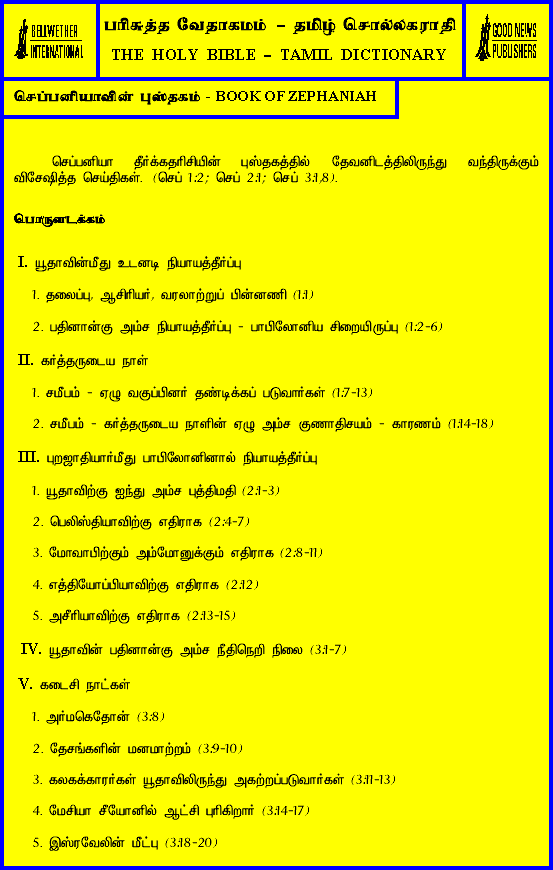 BELLWETHER
INTERNATIONAL
பரிசுத்த வேதாகமம் – தமிழ் சொல்லகராதி
THE HOLY BIBLE – TAMIL DICTIONARY
GOOD NEWS
PUBLISHERS
செப்பனியாவின் புஸ்தகம் - BOOK OF ZEPHANIAH
செப்பனியா தீர்க்கதரிசியின் புஸ்தகத்தில் தேவனிடத்திலிருந்து வந்திருக்கும்
விசேஷித்த செய்திகள். (செப் 1:2; செப் 2:1; செப் 3:1,8).
பொருளடக்கம்
I. யூதாவின்மீது உடனடி நியாயத்தீர்ப்பு
1. தலைப்பு, ஆசிரியர், வரலாற்றுப் பின்னணி (1:1)
2. பதினான்கு அம்ச நியாயத்தீர்ப்பு - பாபிலோனிய சிறையிருப்பு (1:2-6)
II. கர்த்தருடைய நாள்
1. சமீபம் - ஏழு வகுப்பினர் தண்டிக்கப் படுவார்கள் (1:7-13)
2. சமீபம் - கர்த்தருடைய நாளின் ஏழு அம்ச குணாதிசயம் - காரணம் (1:14-18)
III. புறஜாதியார்மீது பாபிலோனினால் நியாயத்தீர்ப்பு
1. யூதாவிற்கு ஐந்து அம்ச புத்திமதி (2:1-3)
2. பெலிஸ்தியாவிற்கு எதிராக (2:4-7)
3. மோவாபிற்கும் அம்மோனுக்கும் எதிராக (2:8-11)
4. எத்தியோப்பியாவிற்கு எதிராக (2:12)
5. அசீரியாவிற்கு எதிராக (2:13-15)
IV. யூதாவின் பதினான்கு அம்ச நீதிநெறி நிலை (3:1-7)
V. கடைசி நாட்கள்
1. அர்மகெதோன் (3:8)
2. தேசங்களின் மனமாற்றம் (3:9-10)
3. கலகக்காரர்கள் யூதாவிலிருந்து அகற்றப்படுவார்கள் (3:11-13)
4. மேசியா சீயோனில் ஆட்சி புரிகிறார் (3:14-17)
5. இஸ்ரவேலின் மீட்பு (3:18-20)